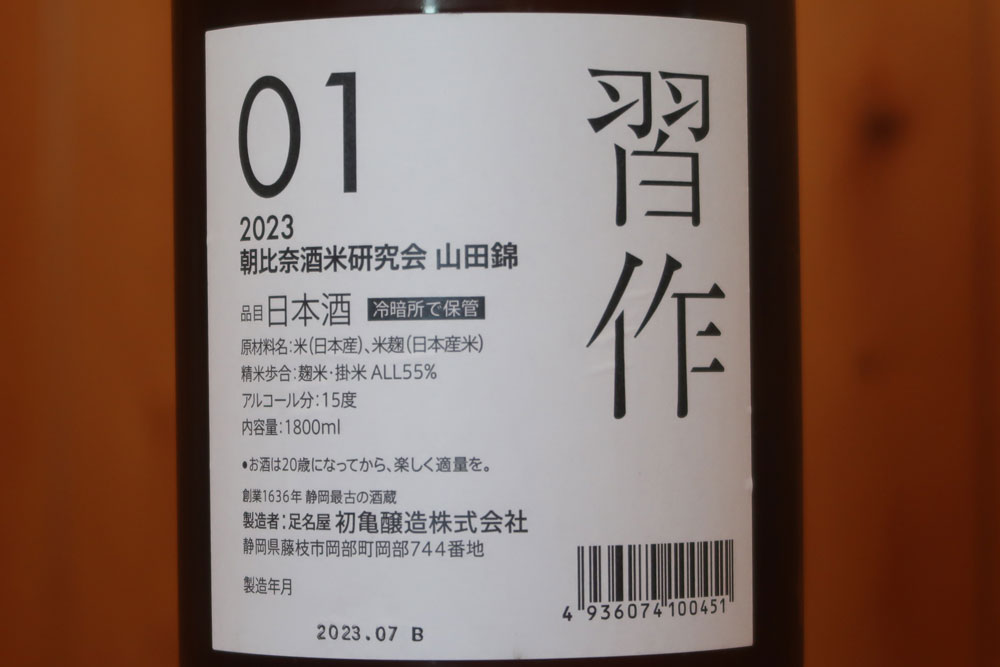 習作
01
2023
朝比奈酒米研究会 山田錦
品目 日本酒 冷暗所で保管
原材料名:米(日本産)、米麹(日本産米)
精米歩合:麹米・掛米 ALL55%
アルコール分:15度
内容量:1800ml
•お酒は20歳になってから、楽しく適量を。
創業1636年 静岡最古の酒蔵
製造者:足名屋 初亀醸造株式会社
静岡県藤枝市岡部町岡部744番地
製造年月
2023.07 B
4 936074 100451